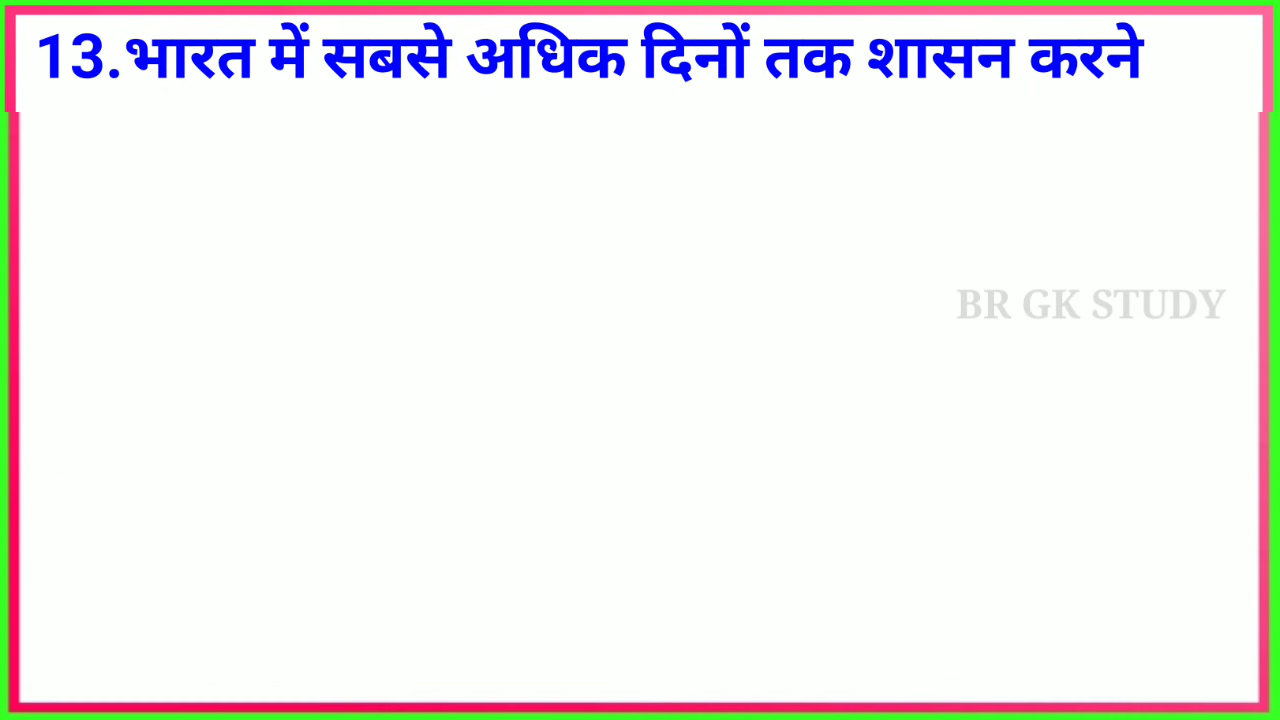 13.भारत में सबसे अधिक दिनों तक शासन करने
BR GK STUDY